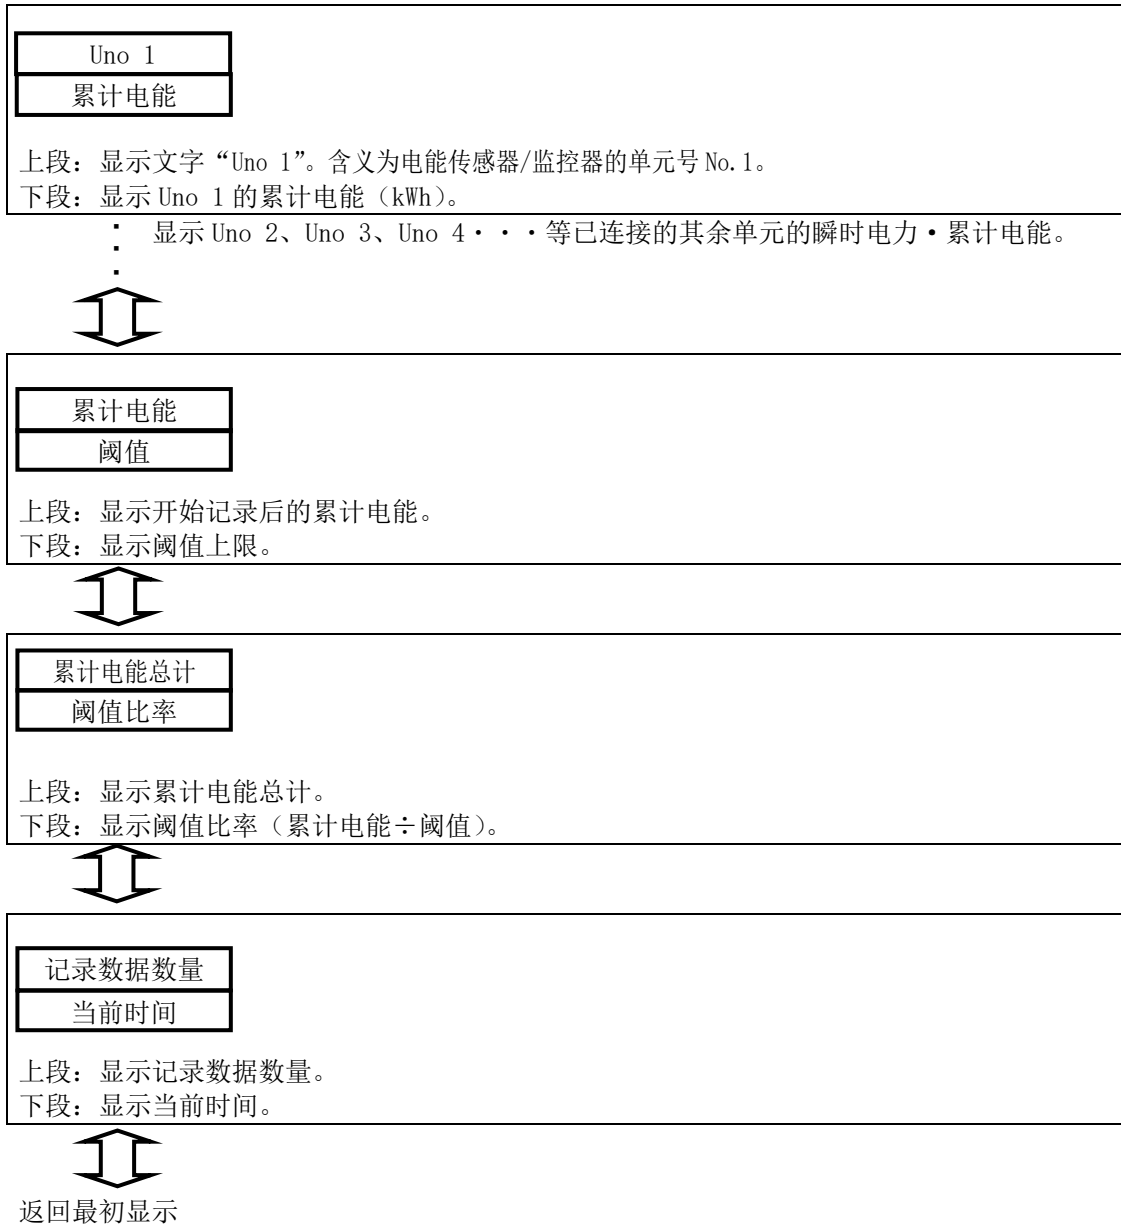 Uno 1
累计电能
上段：显示文字“Uno 1”。含义为电能传感器/监控器的单元号 No.1。
下段：显示 Uno 1 的累计电能（kWh）。
显示 Uno 2、Uno 3、Uno 4・・・等已连接的其余单元的瞬时电力・累计电能。
累计电能
阈值
上段：显示开始记录后的累计电能。
下段：显示阈值上限。
累计电能总计
阈值比率
上段：显示累计电能总计。
下段：显示阈值比率（累计电能÷阈值）。
记录数据数量
当前时间
上段：显示记录数据数量。
下段：显示当前时间。
返回最初显示